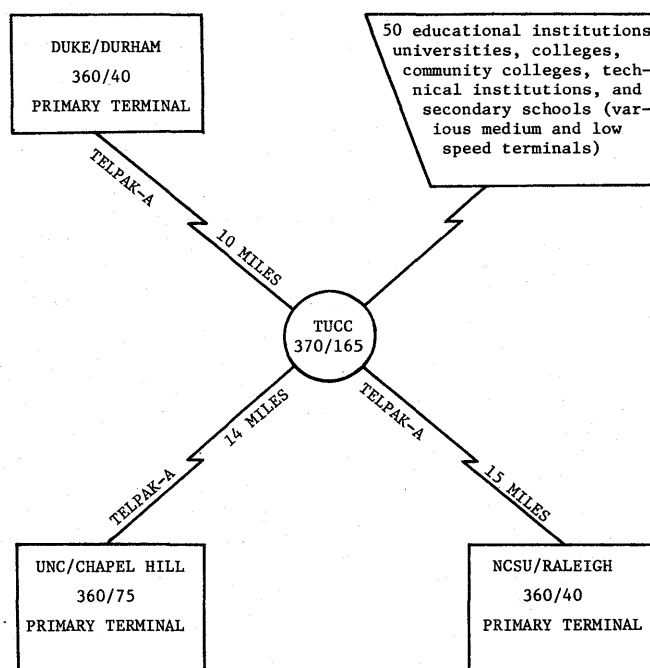 DUKE/DURHAM
360/40
PRIMARY TERMINAL
50 educational institutions
universities, colleges,
community colleges, tech-
nical institutions, and
secondary schools (var-
ious medium and low
speed terminals)
TELPAK-A
10 MILES
TUCC
370/165
14 MILES
TELPAK-A
TELPAK-A
15 MILES
UNC/CHAPEL HILL
360/75
PRIMARY TERMINAL
NCSU/RALEIGH
360/40
PRIMARY TERMINAL